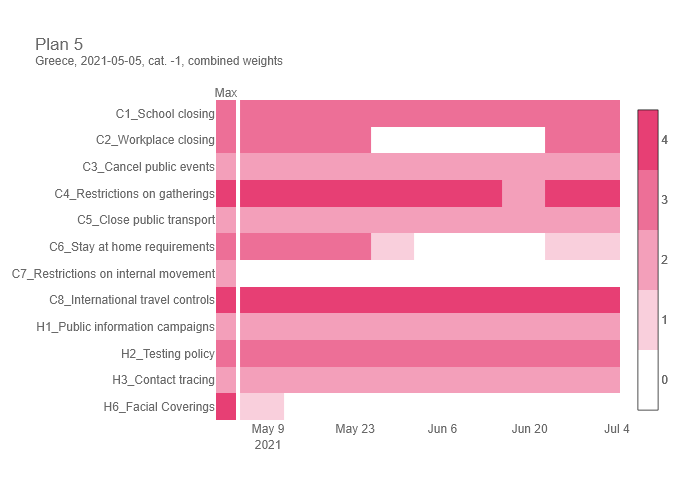 Plan 5
Greece, 2021-05-05, cat. -1, combined weights
Max
C1_School closing
C2_Workplace closing
C3_Cancel public events
C4_Restrictions on gatherings
C5_Close public transport
C6_Stay at home requirements
C7_Restrictions on internal movement
C8_International travel controls
H1_Public information campaigns
H2_Testing policy
H3_Contact tracing
H6_Facial Coverings
4
3
2
1
0
May 9 May 23 Jun 6 Jun 20 Jul 4
2021